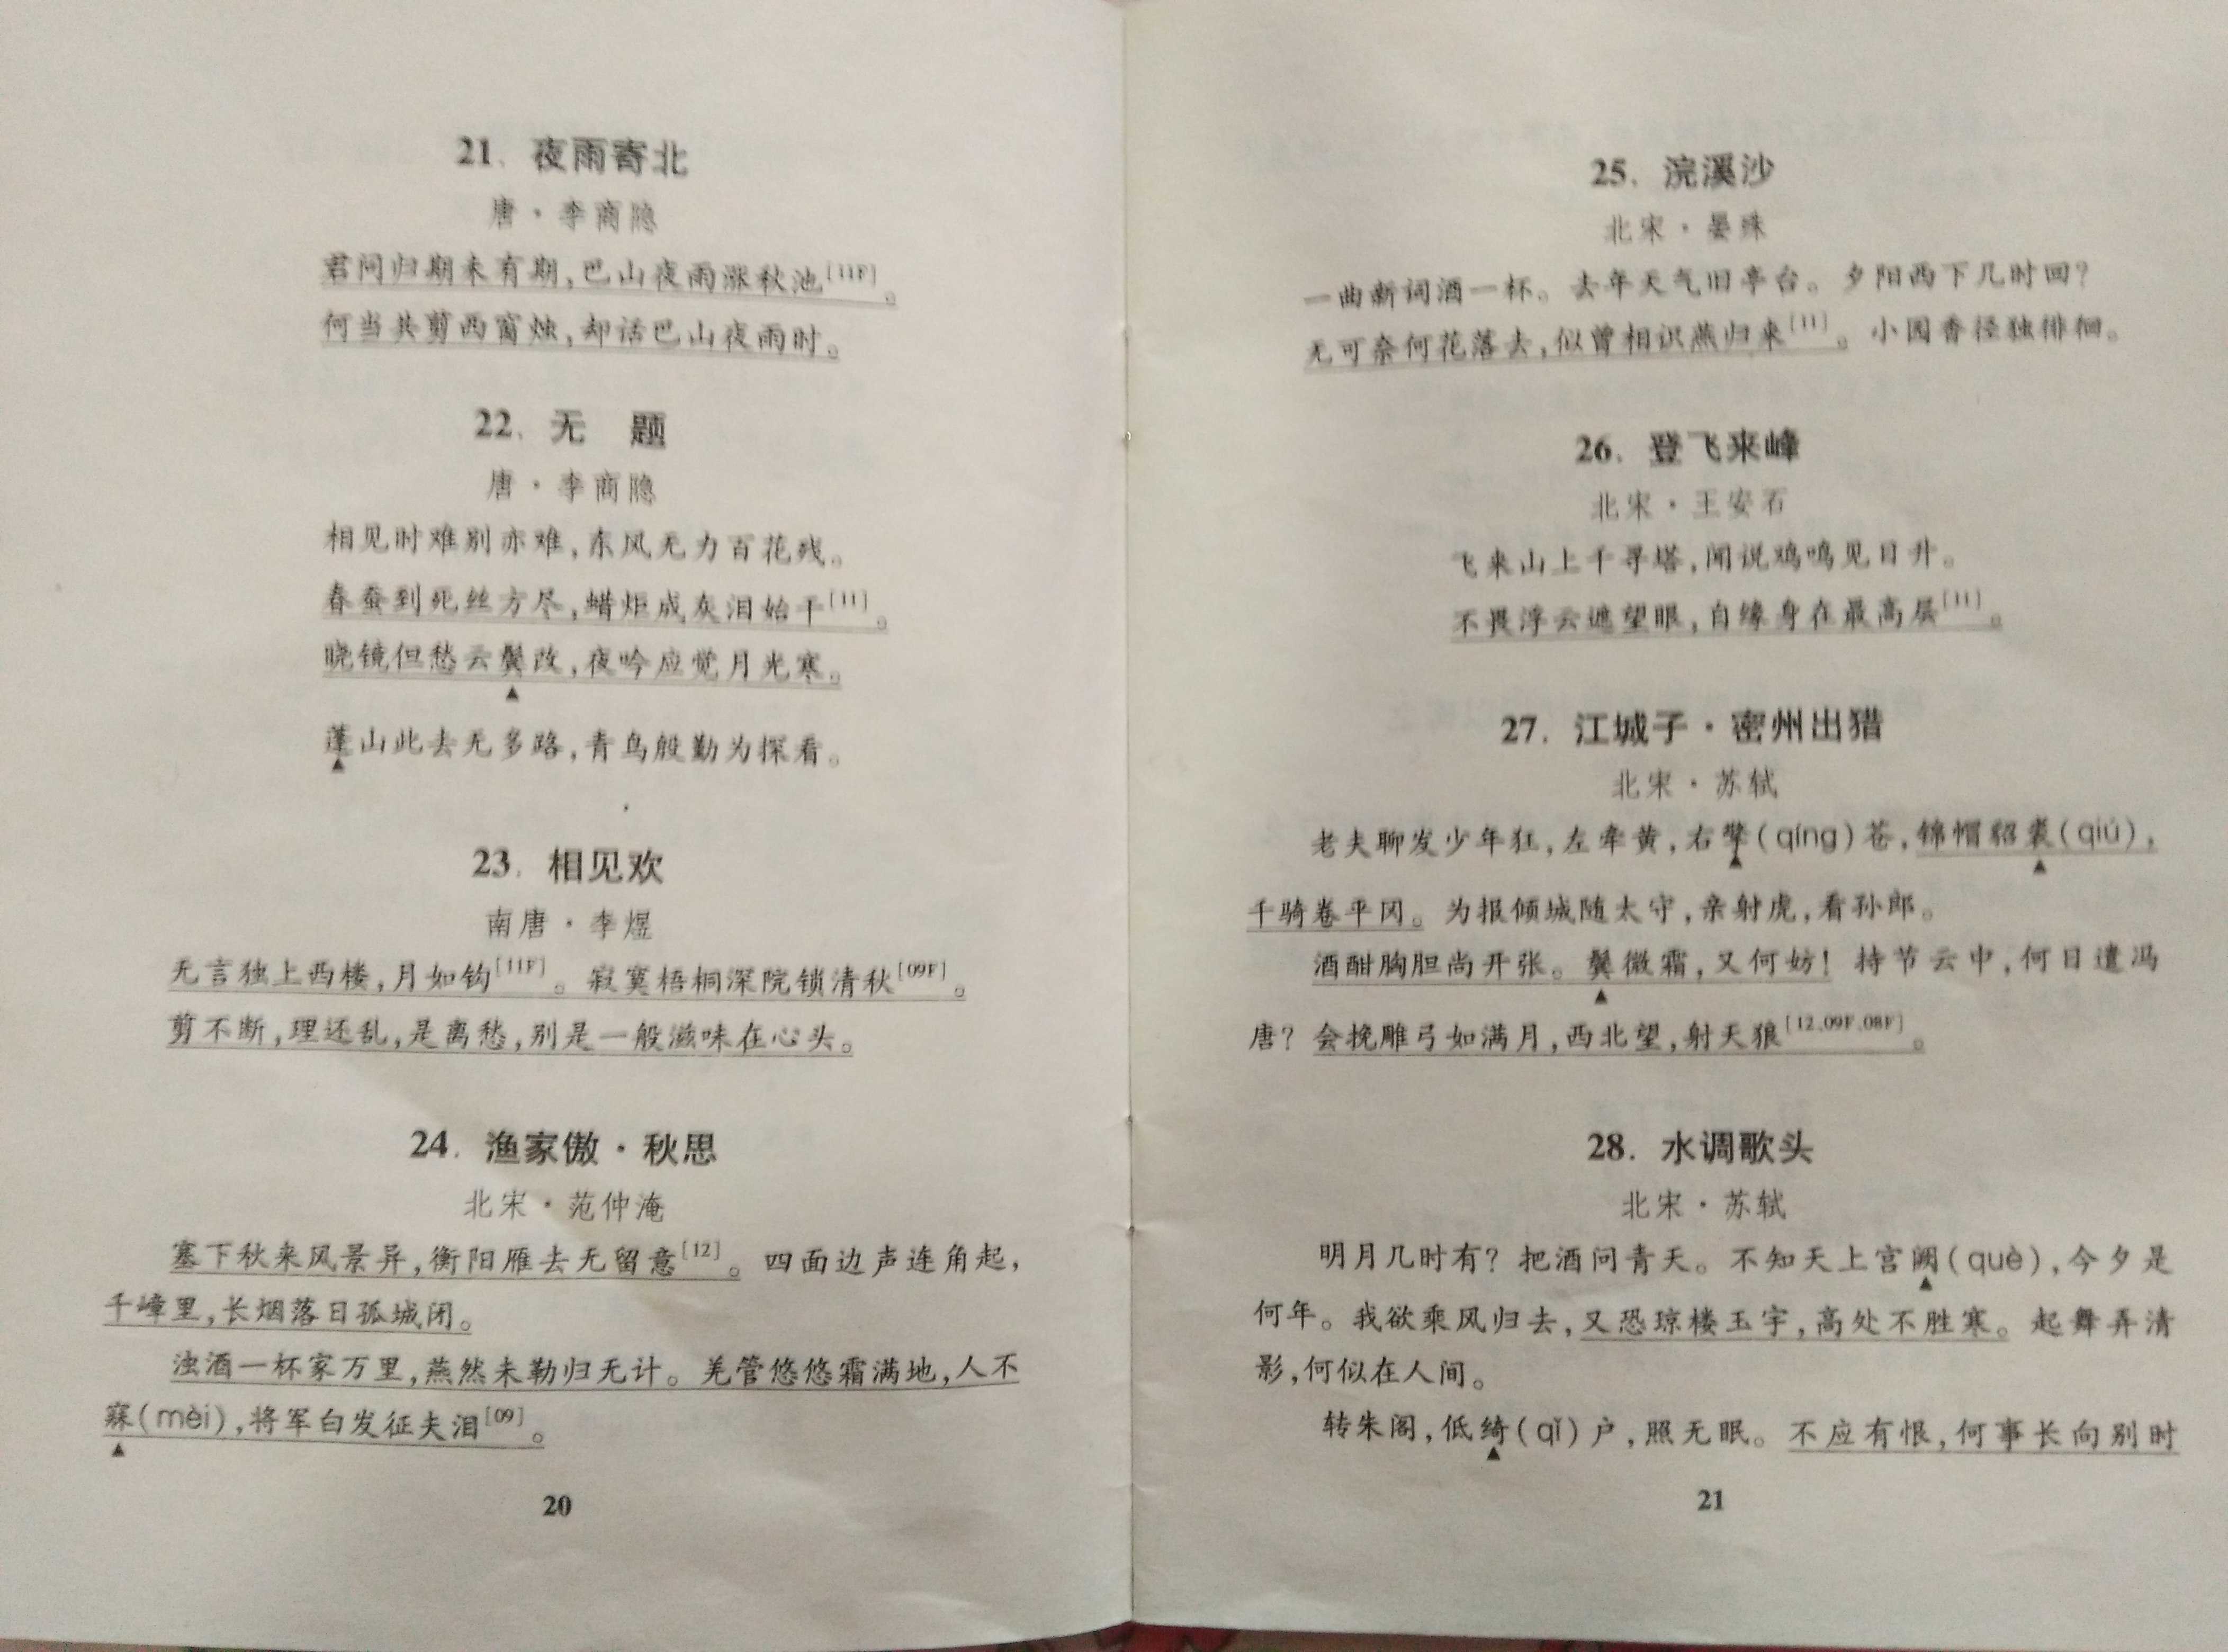 21. 夜雨寄北
唐·李商隐
君问归期未有期,巴山夜雨涨秋池[11F]。
何当共剪西窗烛,却话巴山夜雨时。
22. 无 题
唐·李商隐
相见时难别亦难,东风无力百花残。
春蚕到死丝方尽,蜡炬成灰泪始干[11]。
晓镜但愁云鬓改,夜吟应觉月光寒。
▲
蓬山此去无多路,青鸟殷勤为探看。
▲
23. 相见欢
南唐·李煜
无言独上西楼,月如钩[11F]。寂寞梧桐深院锁清秋[09F]。
剪不断,理还乱,是离愁,别是一般滋味在心头。
24. 渔家傲·秋思
北宋·范仲淹
塞下秋来风景异,衡阳雁去无留意[12]。四面边声连角起,
千嶂里,长烟落日孤城闭。
浊酒一杯家万里,燕然未勒归无计。羌管悠悠霜满地,人不
寐(mèi),将军白发征夫泪[09]。
▲
20
25. 浣溪沙
北宋·晏殊
一曲新词酒一杯。去年天气旧亭台。夕阳西下几时回?
无可奈何花落去,似曾相识燕归来[11]。小园香径独徘徊。
26. 登飞来峰
北宋·王安石
飞来山上千寻塔,闻说鸡鸣见日升。
不畏浮云遮望眼,自缘身在最高层[11]。
27. 江城子·密州出猎
北宋·苏轼
老夫聊发少年狂,左牵黄,右擎(qíng)苍,锦帽貂裘(qiú),
▲ ▲
千骑卷平冈。为报倾城随太守,亲射虎,看孙郎。
酒酣胸胆尚开张。鬓微霜,又何妨!持节云中,何日遣冯
▲
唐?会挽雕弓如满月,西北望,射天狼[12、09F、08F]。
28. 水调歌头
北宋·苏轼
明月几时有?把酒问青天。不知天上宫阙(què),今夕是
▲
何年。我欲乘风归去,又恐琼楼玉宇,高处不胜寒。起舞弄清
影,何似在人间。
转朱阁,低绮(qǐ)户,照无眠。不应有恨,何事长向别时
▲
21